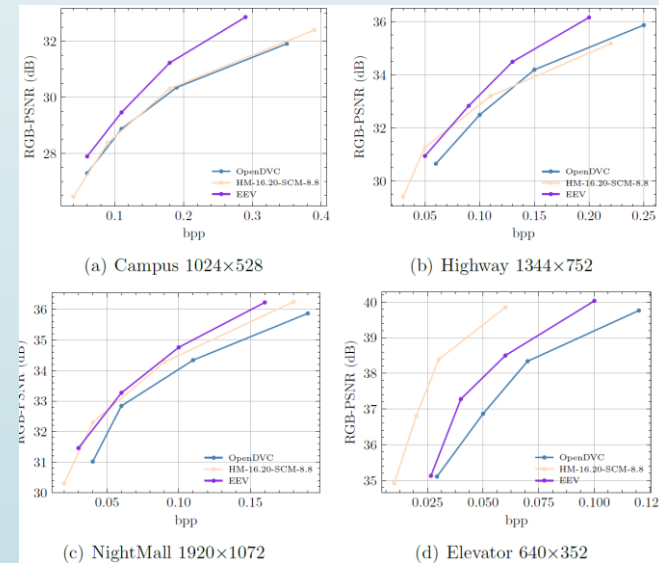 RGB-PSNR (dB)
32
30
28
0.1
0.2
0.3
0.4
bpp
OpenDVC
HM-16.20-SCM-8.8
EEV
(a) Campus 1024×528
RGB-PSNR (dB)
36
34
32
30
0.05
0.10
0.15
0.20
0.25
bpp
OpenDVC
HM-16.20-SCM-8.8
EEV
(b) Highway 1344×752
RGB-PSNR (dB)
36
35
34
33
32
31
30
0.05
0.10
0.15
bpp
OpenDVC
HM-16.20-SCM-8.8
EEV
(c) NightMall 1920×1072
RGB-PSNR (dB)
40
39
38
37
36
35
0.025
0.050
0.075
0.100
0.12
bpp
OpenDVC
HM-16.20-SCM-8.8
EEV
(d) Elevator 640×352